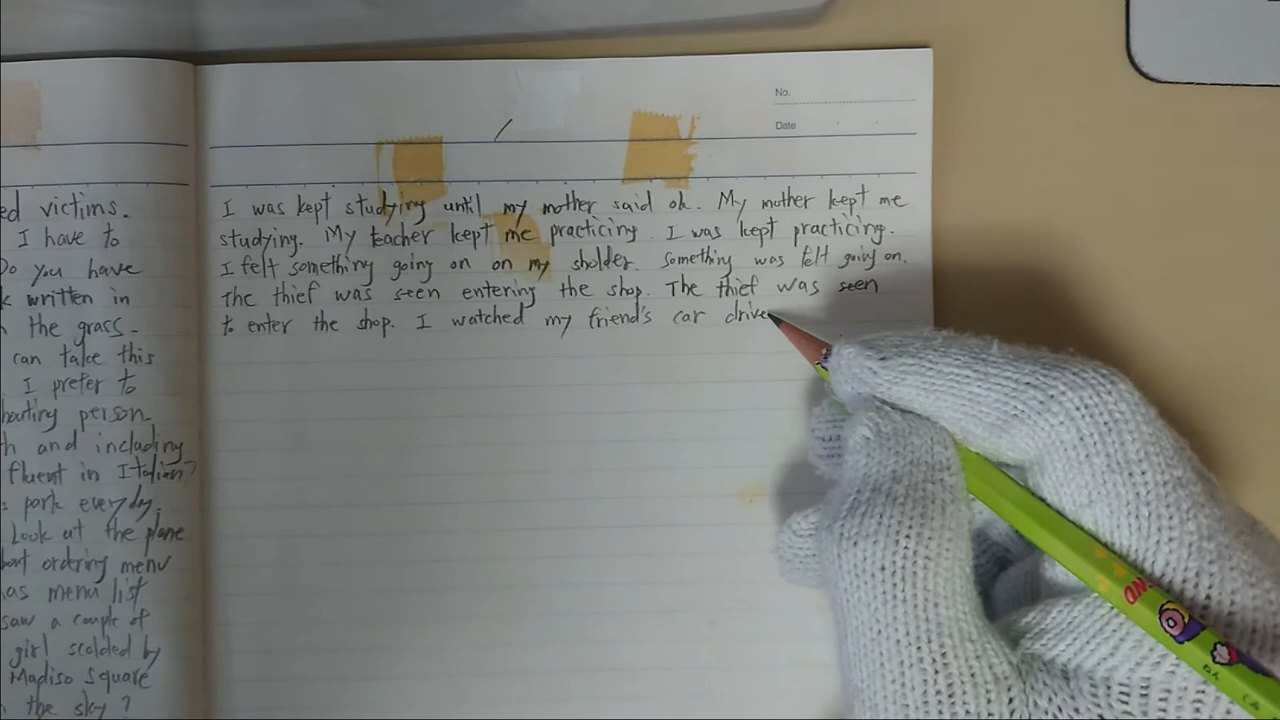 ed victims.
I have to
Do you have
k written in
the grass.
can take this
I prefer to
houting person.
h and including
fluent in Italian?
s park everyday.
Look at the plane
bout ordering menu
as menu list
saw a couple of
girl scolded by
Madiso Square
the sky?
No.
Date
I was kept studying until my mother said ok. My mother kept me
studying. My teacher kept me practicing. I was kept practicing.
I felt something going on on my sholder. Something was felt going on.
The thief was seen entering the shop. The thief was seen
to enter the shop. I watched my friend's car drive